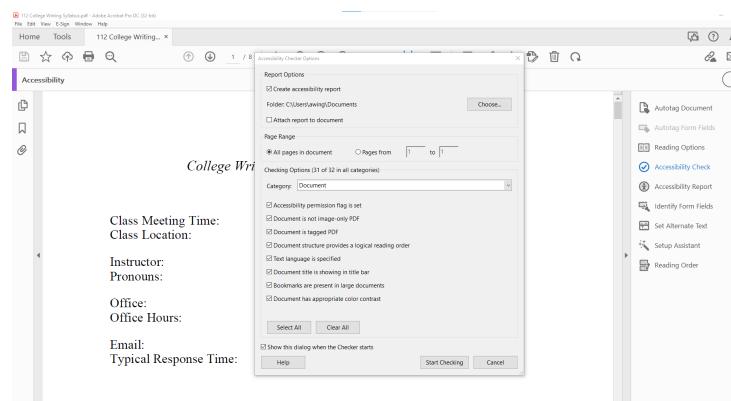 112 College Writing Syllabus.pdf - Adobe Acrobat Pro DC (32-bit)
File Edit View E-Sign Window Help
Home Tools 112 College Writing... ×
1 / 8
Accessibility
College Wri
Class Meeting Time:
Class Location:
Instructor:
Pronouns:
Office:
Office Hours:
Email:
Typical Response Time:
Accessibility Checker Options
Report Options
Create accessibility report
Folder: C:\Users\awing\Documents
Choose...
Attach report to document
Page Range
All pages in document Pages from 1 to 1
Checking Options (31 of 32 in all categories)
Category: Document
Accessibility permission flag is set
Document is not image-only PDF
Document is tagged PDF
Document structure provides a logical reading order
Text language is specified
Document title is showing in title bar
Bookmarks are present in large documents
Document has appropriate color contrast
Select All Clear All
Show this dialog when the Checker starts
Help Start Checking Cancel
Autotag Document
Autotag Form Fields
Reading Options
Accessibility Check
Accessibility Report
Identify Form Fields
Set Alternate Text
Setup Assistant
Reading Order